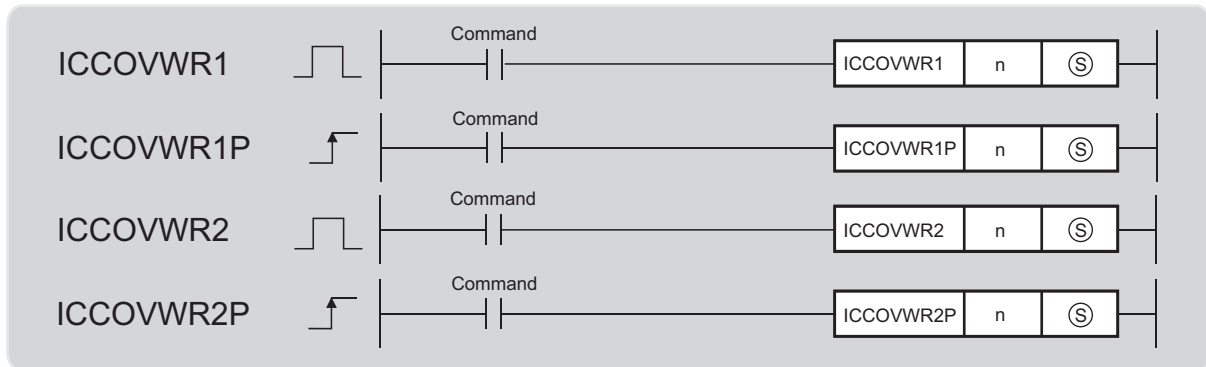 Command
ICCOVWR1 ICCOVWR1 n Ⓢ
Command
ICCOVWR1P ICCOVWR1P n Ⓢ
Command
ICCOVWR2 ICCOVWR2 n Ⓢ
Command
ICCOVWR2P ICCOVWR2P n Ⓢ